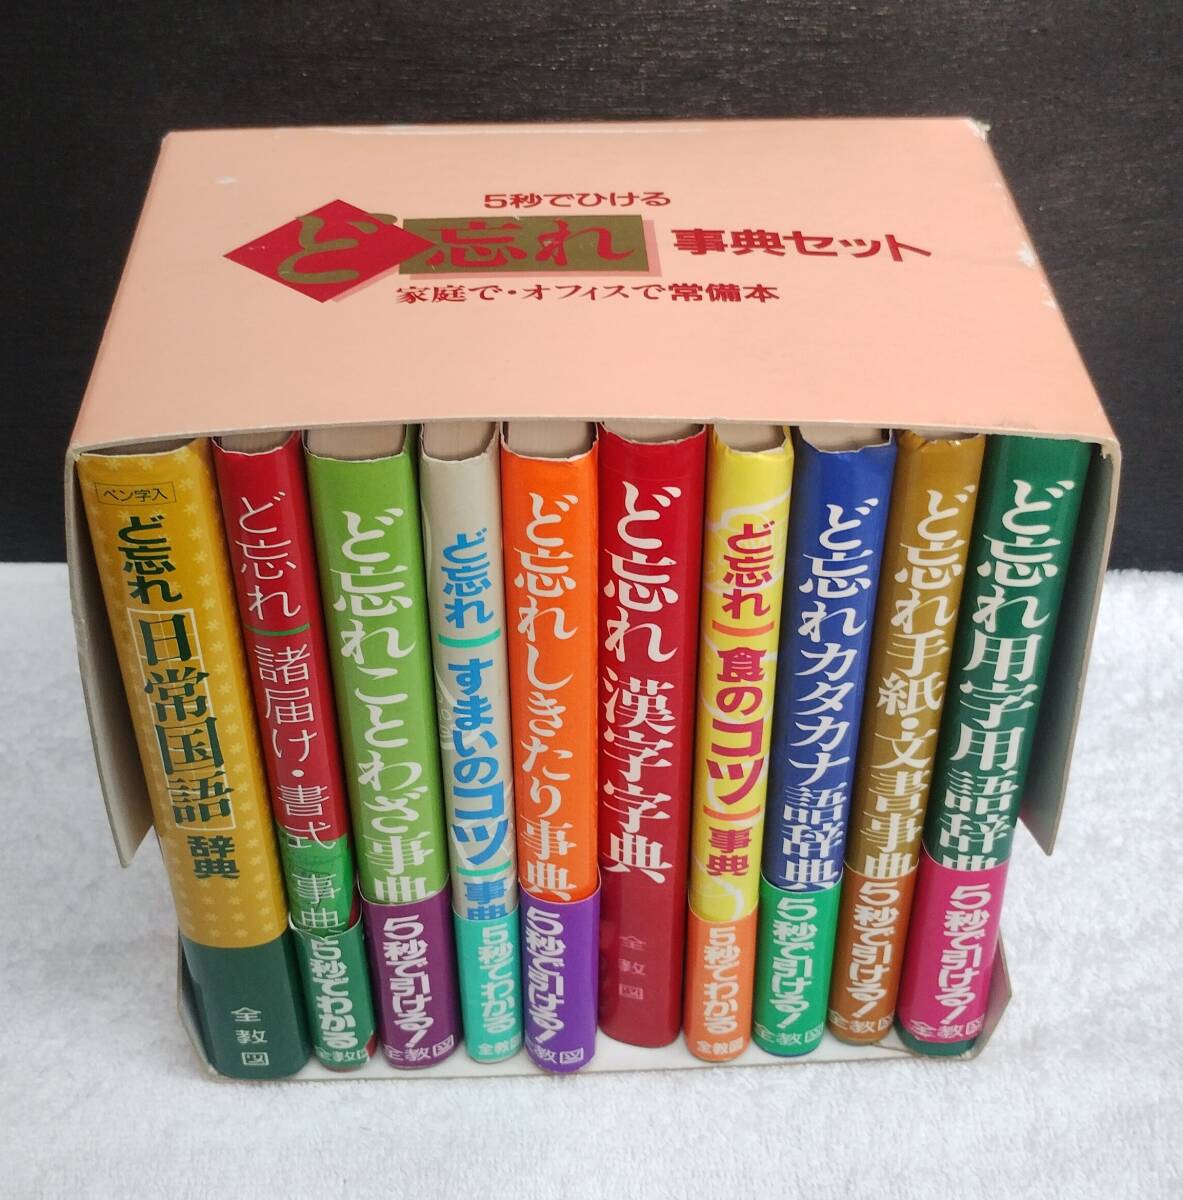 5秒でひける
ど忘れ 事典セット
家庭で・オフィスで常備本
ペン字入
ど忘れ
日常国語
辞典
全教図
ど忘れ
諸届け・書式
事典
5秒でわかる
全教図
ど忘れことわざ事典
5秒で引ける!
全教図
ど忘れ
すまいのコツ
事典
5秒でわかる
全教図
ど忘れしきたり事典
5秒で引ける!
全教図
ど忘れ漢字字典
全教図
ど忘れ
食のコツ
事典
5秒でわかる
全教図
ど忘れカタカナ語辞典
5秒で引ける!
全教図
ど忘れ手紙・文書事典
5秒で引ける!
全教図
ど忘れ用字用語辞典
5秒で引ける!
全教図